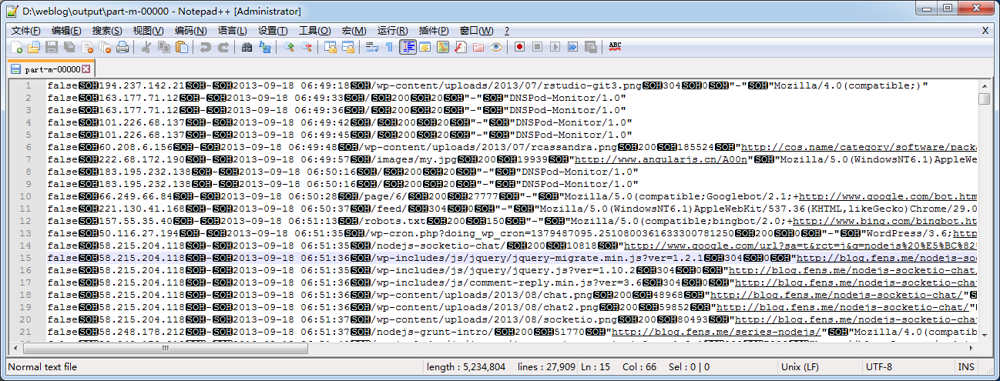 D:\weblog\output\part-m-00000 - Notepad++ [Administrator]
文件(F) 编辑(E) 搜索(S) 视图(V) 编码(N) 语言(L) 设置(T) 工具(O) 宏(M) 运行(R) 插件(P) 窗口(W) ? X
ABC
part-m-00000
1 falseSOH194.237.142.21SOH-SOH2013-09-18 06:49:18SOH/wp-content/uploads/2013/07/rstudio-git3.pngSOH304SOH0SOH"-"SOH"Mozilla/4.0(compatible;)"
2 falseSOH163.177.71.12SOH-SOH2013-09-18 06:49:33SOH/SOH200SOH20SOH"-"SOH"DNSPod-Monitor/1.0"
3 falseSOH163.177.71.12SOH-SOH2013-09-18 06:49:36SOH/SOH200SOH20SOH"-"SOH"DNSPod-Monitor/1.0"
4 falseSOH101.226.68.137SOH-SOH2013-09-18 06:49:42SOH/SOH200SOH20SOH"-"SOH"DNSPod-Monitor/1.0"
5 falseSOH101.226.68.137SOH-SOH2013-09-18 06:49:45SOH/SOH200SOH20SOH"-"SOH"DNSPod-Monitor/1.0"
6 falseSOH60.208.6.156SOH-SOH2013-09-18 06:49:48SOH/wp-content/uploads/2013/07/rcassandra.pngSOH200SOH185524SOH"http://cos.name/category/software/pack
7 falseSOH222.68.172.190SOH-SOH2013-09-18 06:49:57SOH/images/my.jpgSOH200SOH19939SOH"http://www.angularjs.cn/A00n"SOH"Mozilla/5.0(WindowsNT6.1)AppleWe
8 falseSOH183.195.232.138SOH-SOH2013-09-18 06:50:16SOH/SOH200SOH20SOH"-"SOH"DNSPod-Monitor/1.0"
9 falseSOH183.195.232.138SOH-SOH2013-09-18 06:50:16SOH/SOH200SOH20SOH"-"SOH"DNSPod-Monitor/1.0"
10 falseSOH66.249.66.84SOH-SOH2013-09-18 06:50:28SOH/page/6/SOH200SOH27777SOH"-"SOH"Mozilla/5.0(compatible;Googlebot/2.1;+http://www.google.com/bot.htm
11 falseSOH221.130.41.168SOH-SOH2013-09-18 06:50:37SOH/feed/SOH304SOH0SOH"-"SOH"Mozilla/5.0(WindowsNT6.1)AppleWebKit/537.36(KHTML,likeGecko)Chrome/29.0
12 falseSOH157.55.35.40SOH-SOH2013-09-18 06:51:13SOH/robots.txtSOH200SOH150SOH"-"SOH"Mozilla/5.0(compatible;bingbot/2.0;+http://www.bing.com/bingbot.ht
13 falseSOH50.116.27.194SOH-SOH2013-09-18 06:51:35SOH/wp-cron.php?doing_wp_cron=1379487095.2510800361633300781250SOH200SOH0SOH"-"SOH"WordPress/3.6;http
14 falseSOH58.215.204.118SOH-SOH2013-09-18 06:51:35SOH/nodejs-socketio-chat/SOH200SOH10818SOH"http://www.google.com/url?sa=t&rct=j&q=nodejs%20%E5%BC%82
15 falseSOH58.215.204.118SOH-SOH2013-09-18 06:51:36SOH/wp-includes/js/jquery/jquery-migrate.min.js?ver=1.2.1SOH304SOH0SOH"http://blog.fens.me/nodejs-soc
16 falseSOH58.215.204.118SOH-SOH2013-09-18 06:51:35SOH/wp-includes/js/jquery/jquery.js?ver=1.10.2SOH304SOH0SOH"http://blog.fens.me/nodejs-socketio-chat/
17 falseSOH58.215.204.118SOH-SOH2013-09-18 06:51:36SOH/wp-includes/js/comment-reply.min.js?ver=3.6SOH304SOH0SOH"http://blog.fens.me/nodejs-socketio-chat
18 falseSOH58.215.204.118SOH-SOH2013-09-18 06:51:36SOH/wp-content/uploads/2013/08/chat.pngSOH200SOH48968SOH"http://blog.fens.me/nodejs-socketio-chat/"
19 falseSOH58.215.204.118SOH-SOH2013-09-18 06:51:36SOH/wp-content/uploads/2013/08/chat2.pngSOH200SOH59852SOH"http://blog.fens.me/nodejs-socketio-chat/"
20 falseSOH58.215.204.118SOH-SOH2013-09-18 06:51:37SOH/wp-content/uploads/2013/08/socketio.pngSOH200SOH80493SOH"http://blog.fens.me/nodejs-socketio-chat
21 falseSOH58.248.178.212SOH-SOH2013-09-18 06:51:37SOH/nodejs-grunt-intro/SOH200SOH51770SOH"http://blog.fens.me/series-nodejs/"SOH"Mozilla/4.0(compatib
Normal text file length : 5,234,804 lines : 27,909 Ln : 15 Col : 66 Sel : 0 | 0 Unix (LF) UTF-8 INS